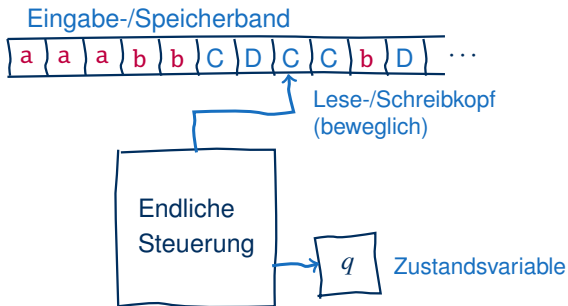 Eingabe-/Speicherband
a a a b b C D C C b D ...
Lese-/Schreibkopf
(beweglich)
Endliche
Steuerung
q
Zustandsvariable